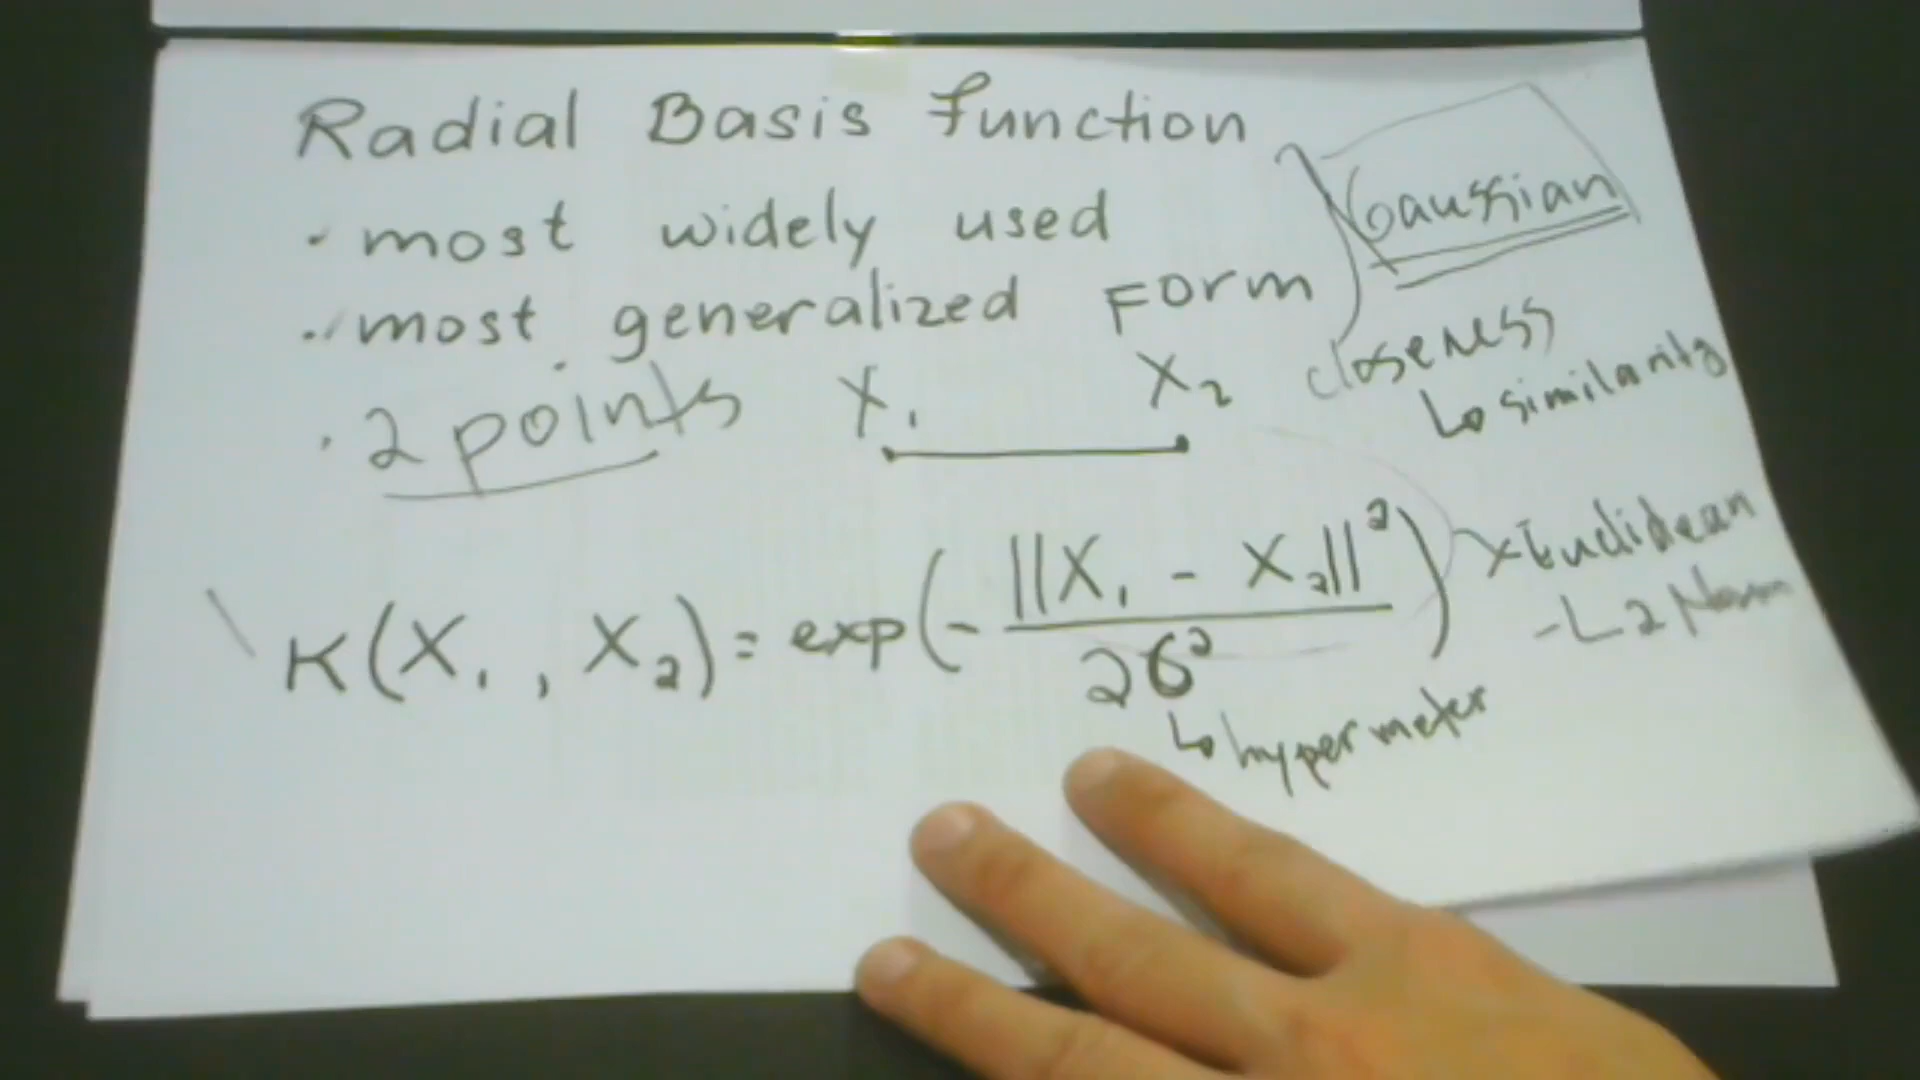 Radial Basis Function
• most widely used
Gaussian
• most generalized Form
closeness
↳ similarity
• 2 points X₁ X₂
K(X₁, X₂) = exp(- ||X₁ - X₂||² / 2σ²)
Euclidean
- L2 Norm
↳ hypermeter